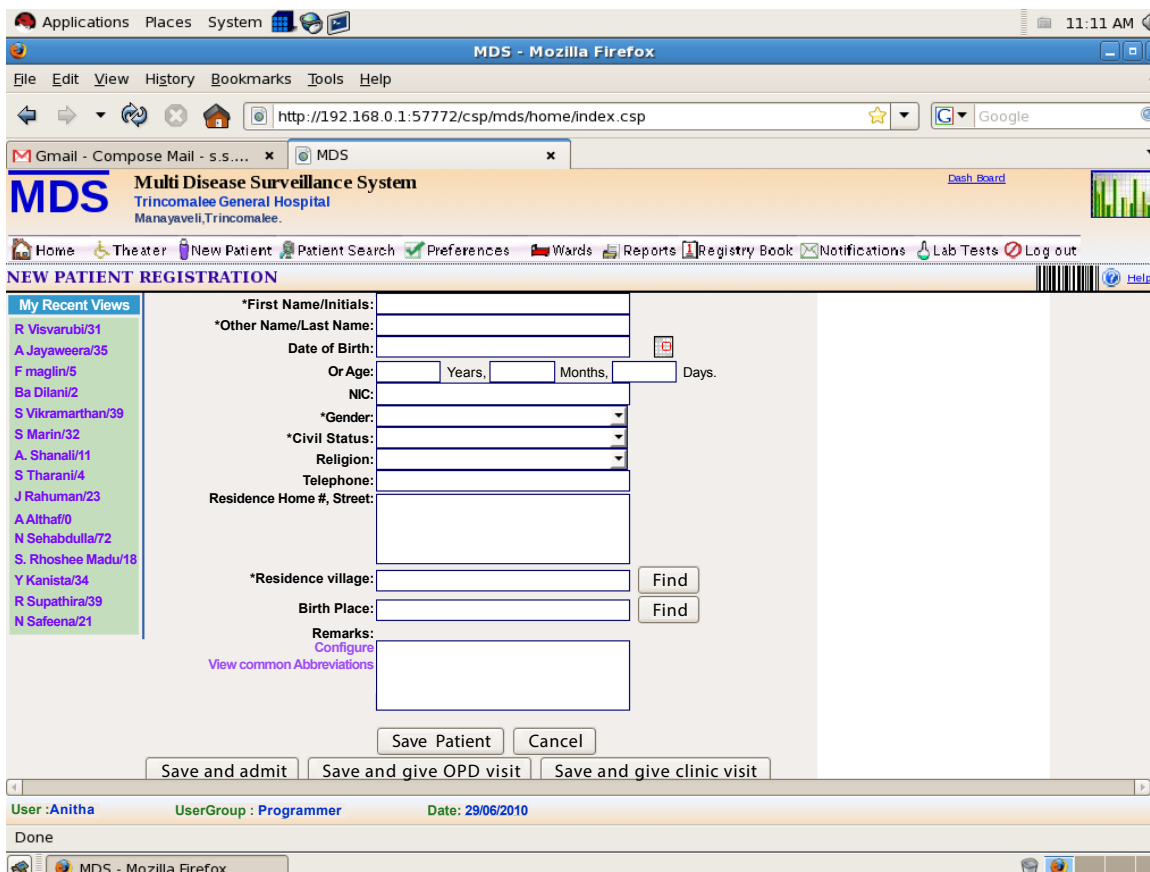 Applications Places System 11:11 AM
MDS - Mozilla Firefox
File Edit View History Bookmarks Tools Help
http://192.168.0.1:57772/csp/mds/home/index.csp Google
Gmail - Compose Mail - s.s.... MDS
MDS
Multi Disease Surveillance System
Dash Board
Trincomalee General Hospital
Manayaveli,Trincomalee.
Home Theater New Patient Patient Search Preferences Wards Reports Registry Book Notifications Lab Tests Log out
NEW PATIENT REGISTRATION Help
My Recent Views
R Visvarubi/31
A Jayaweera/35
F maglin/5
Ba Dilani/2
S Vikramarthan/39
S Marin/32
A. Shanali/11
S Tharani/4
J Rahuman/23
A Althaf/0
N Sehabdulla/72
S. Rhoshee Madu/18
Y Kanista/34
R Supathira/39
N Safeena/21
*First Name/Initials:
*Other Name/Last Name:
Date of Birth:
Or Age: Years, Months, Days.
NIC:
*Gender:
*Civil Status:
Religion:
Telephone:
Residence Home #, Street:
*Residence village: Find
Birth Place: Find
Remarks:
Configure
View common Abbreviations
Save Patient Cancel
Save and admit Save and give OPD visit Save and give clinic visit
User :Anitha UserGroup : Programmer Date: 29/06/2010
Done
MDS - Mozilla Firefox